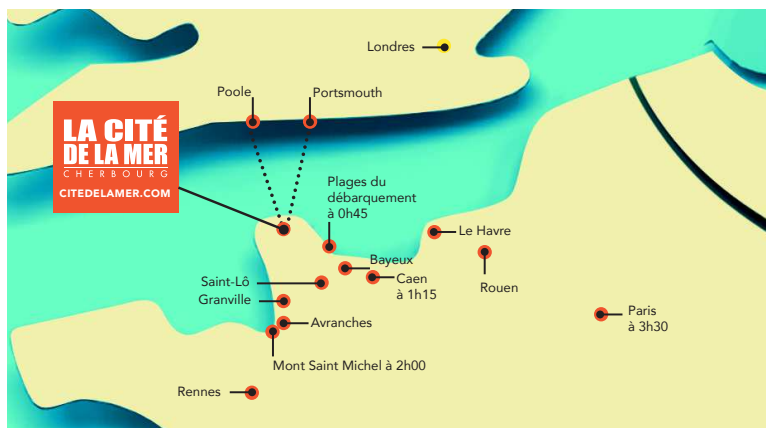 Londres
Poole
Portsmouth
LA CITÉ
DE LA MER
CHERBOURG
CITEDELAMER.COM
Plages du
débarquement
à 0h45
Le Havre
Bayeux
Saint-Lô
Caen
à 1h15
Rouen
Granville
Paris
à 3h30
Avranches
Mont Saint Michel à 2h00
Rennes